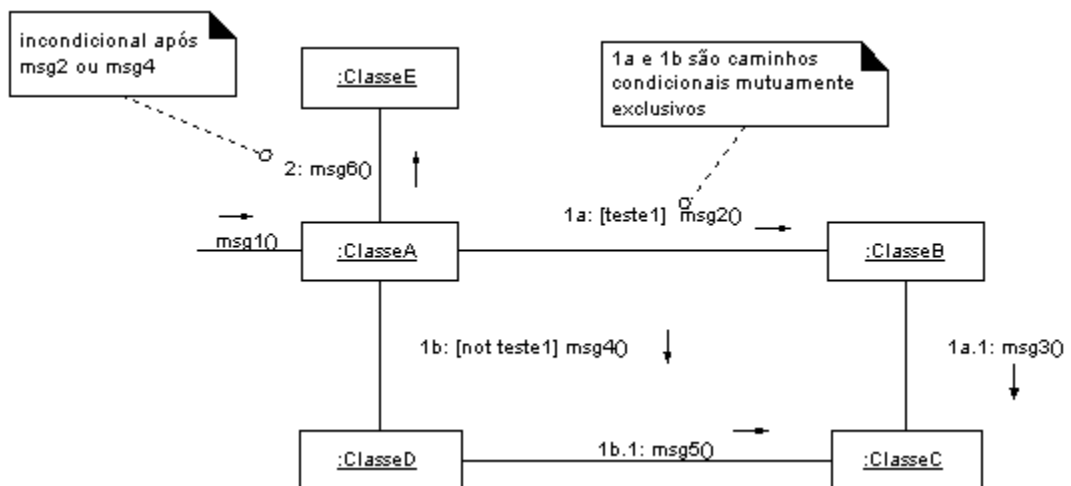 incondicional após
msg2 ou msg4
:ClasseE
1a e 1b são caminhos
condicionais mutuamente
exclusivos
2: msg6()
1a: [teste1] msg2()
msg1()
:ClasseA
:ClasseB
1b: [not teste1] msg4()
1a.1: msg3()
:ClasseD
1b.1: msg5()
:ClasseC